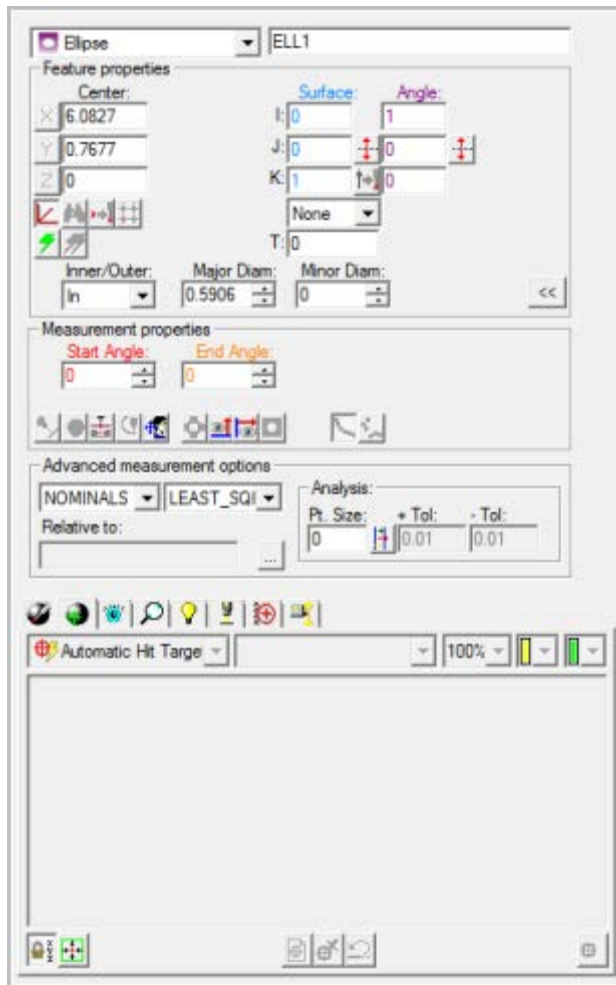 Ellipse ELL1
Feature properties
Center: Surface: Angle:
X 6.0827 I: 0 1
Y 0.7677 J: 0 0
Z 0 K: 1 0
None
T: 0
Inner/Outer: Major Diam: Minor Diam:
In 0.5906 0 <<
Measurement properties
Start Angle: End Angle:
0 0
Advanced measurement options
NOMINALS LEAST_SQI Analysis:
Pt. Size: + Tol: - Tol:
Relative to: 0 0.01 0.01
...
Automatic Hit Targe 100%